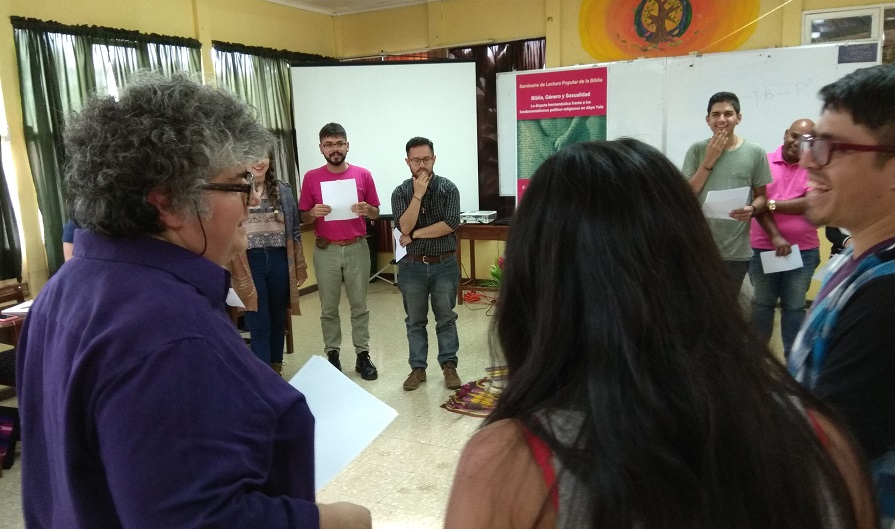 Seminario de Lectura Popular de la Biblia
Biblia, Género y Sexualidad
La disputa hermenéutica frente a los
fundamentalismos político-religiosos en Abya Yala